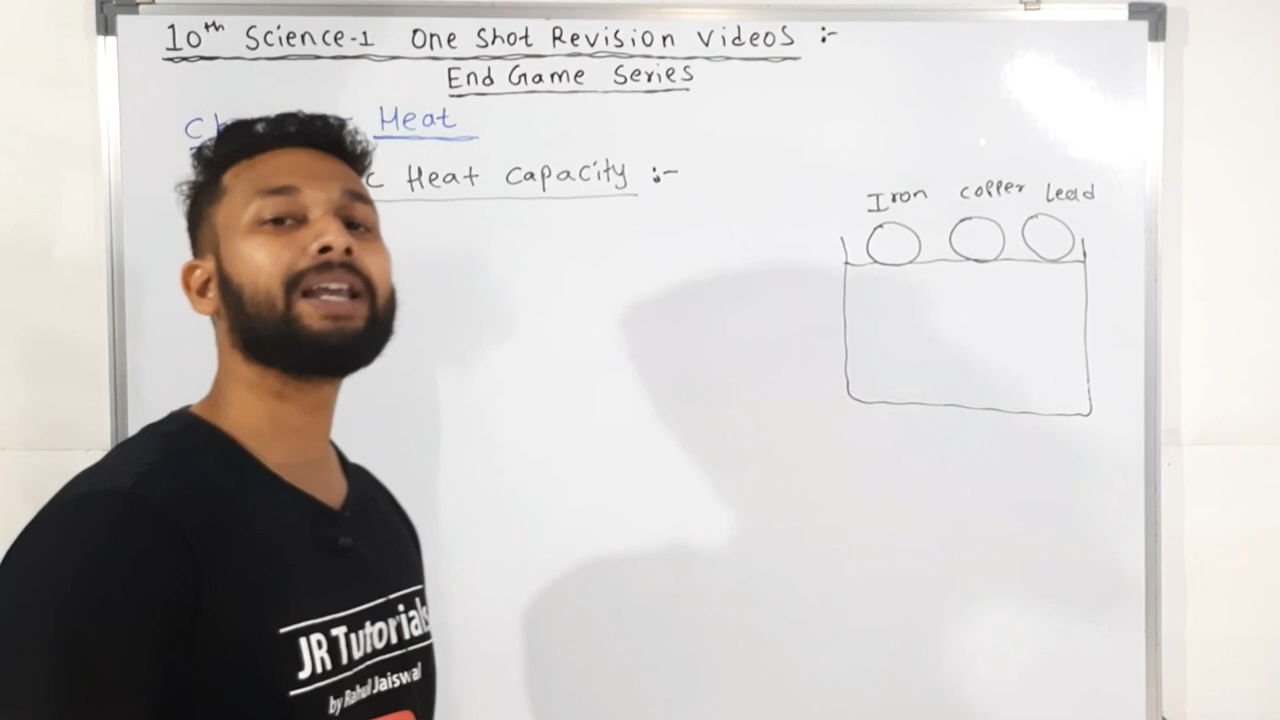 10th Science-1 One Shot Revision Videos :-
End Game Series
Heat
Heat capacity :-
Iron copper Lead
JR Tutorials
by Rahul Jaiswal